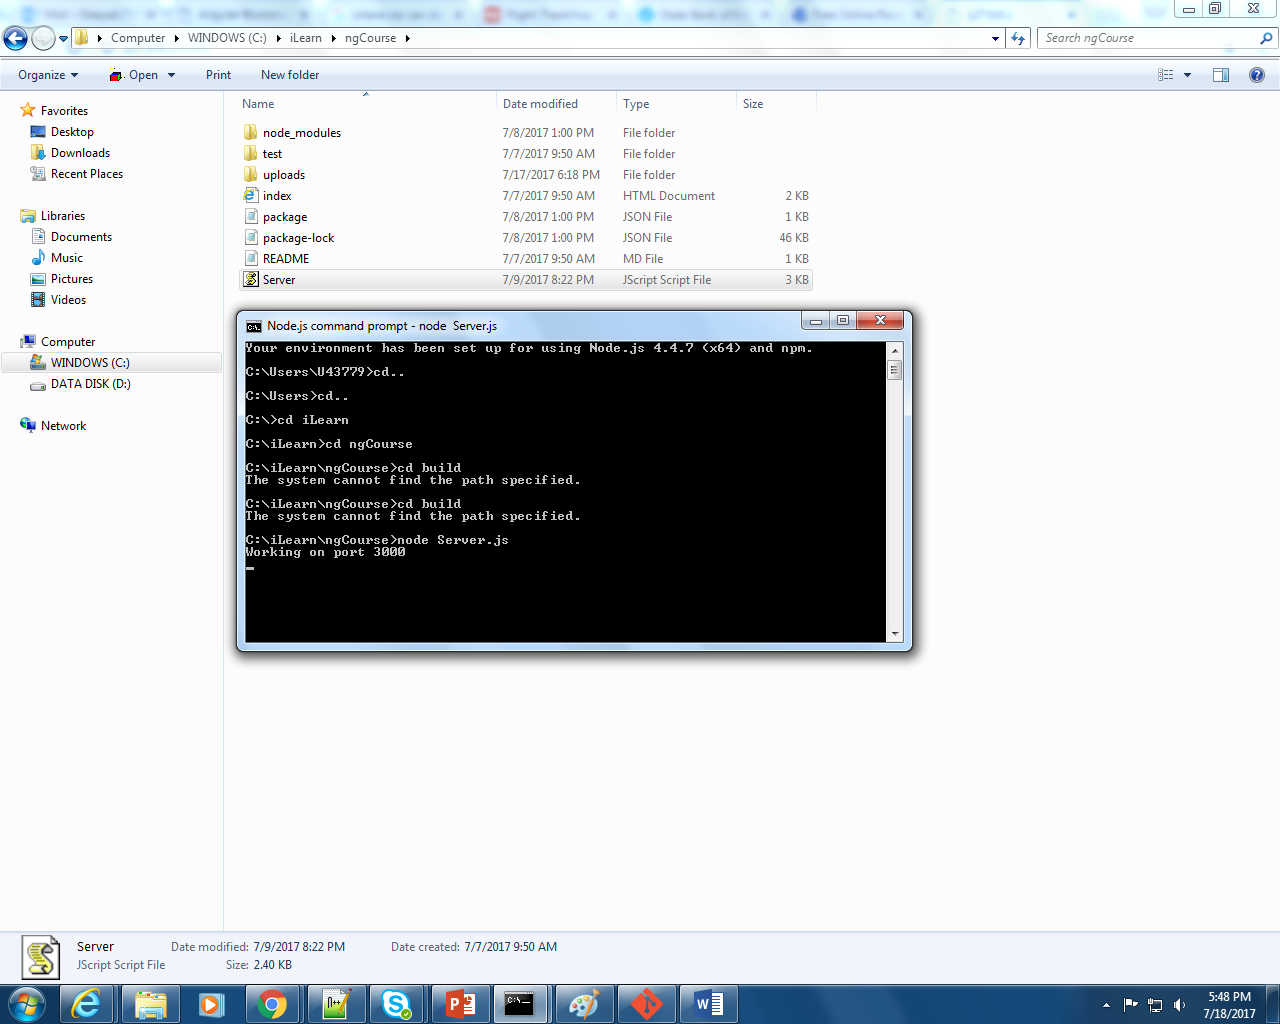 Computer WINDOWS (C:) iLearn ngCourse Search ngCourse
Organize Open Print New folder
Name Date modified Type Size
Favorites
Desktop
Downloads
Recent Places
Libraries
Documents
Music
Pictures
Videos
Computer
WINDOWS (C:)
DATA DISK (D:)
Network
node_modules 7/8/2017 1:00 PM File folder
test 7/7/2017 9:50 AM File folder
uploads 7/17/2017 6:18 PM File folder
index 7/7/2017 9:50 AM HTML Document 2 KB
package 7/8/2017 1:00 PM JSON File 1 KB
package-lock 7/8/2017 1:00 PM JSON File 46 KB
README 7/7/2017 9:50 AM MD File 1 KB
Server 7/9/2017 8:22 PM JScript Script File 3 KB
Node.js command prompt - node  Server.js
Your environment has been set up for using Node.js 4.4.7 (x64) and npm.
C:\Users\U43779>cd..
C:\Users>cd..
C:\>cd iLearn
C:\iLearn>cd ngCourse
C:\iLearn\ngCourse>cd build
The system cannot find the path specified.
C:\iLearn\ngCourse>cd build
The system cannot find the path specified.
C:\iLearn\ngCourse>node Server.js
Working on port 3000
Server Date modified: 7/9/2017 8:22 PM Date created: 7/7/2017 9:50 AM
JScript Script File Size: 2.40 KB
5:48 PM
7/18/2017